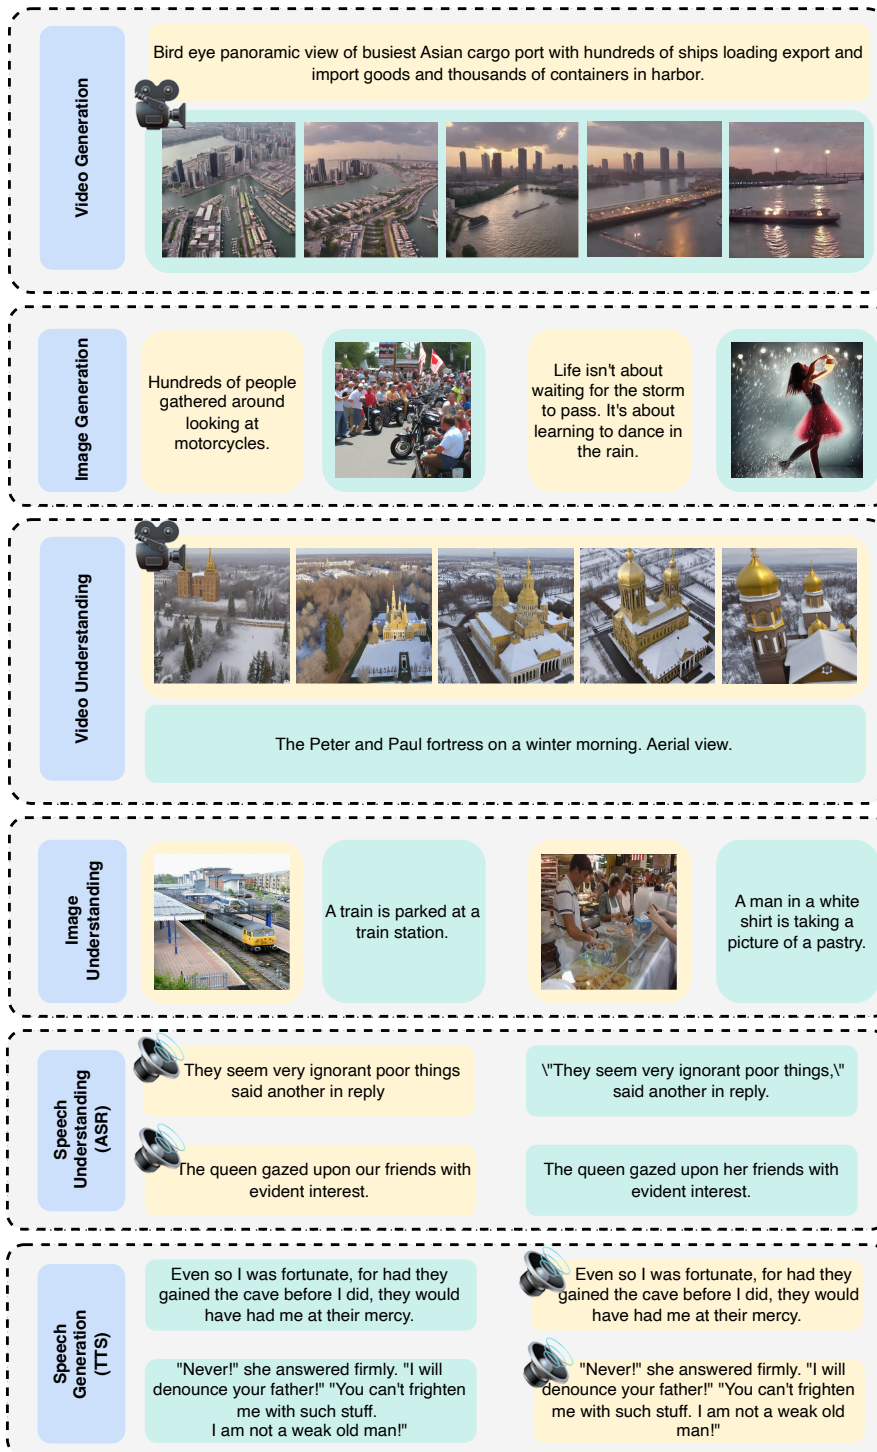 Video Generation
Bird eye panoramic view of busiest Asian cargo port with hundreds of ships loading export and
import goods and thousands of containers in harbor.
Image Generation
Hundreds of people
gathered around
looking at
motorcycles.
Life isn't about
waiting for the storm
to pass. It's about
learning to dance in
the rain.
Video Understanding
The Peter and Paul fortress on a winter morning. Aerial view.
Image
Understanding
A train is parked at a
train station.
A man in a white
shirt is taking a
picture of a pastry.
Speech
Understanding
(ASR)
They seem very ignorant poor things
said another in reply
\"They seem very ignorant poor things,\"
said another in reply.
The queen gazed upon our friends with
evident interest.
The queen gazed upon her friends with
evident interest.
Speech
Generation
(TTS)
Even so I was fortunate, for had they
gained the cave before I did, they would
have had me at their mercy.
Even so I was fortunate, for had they
gained the cave before I did, they would
have had me at their mercy.
"Never!" she answered firmly. "I will
denounce your father!" "You can't frighten
me with such stuff.
I am not a weak old man!"
"Never!" she answered firmly. "I will
denounce your father!" "You can't frighten
me with such stuff. I am not a weak old
man!"